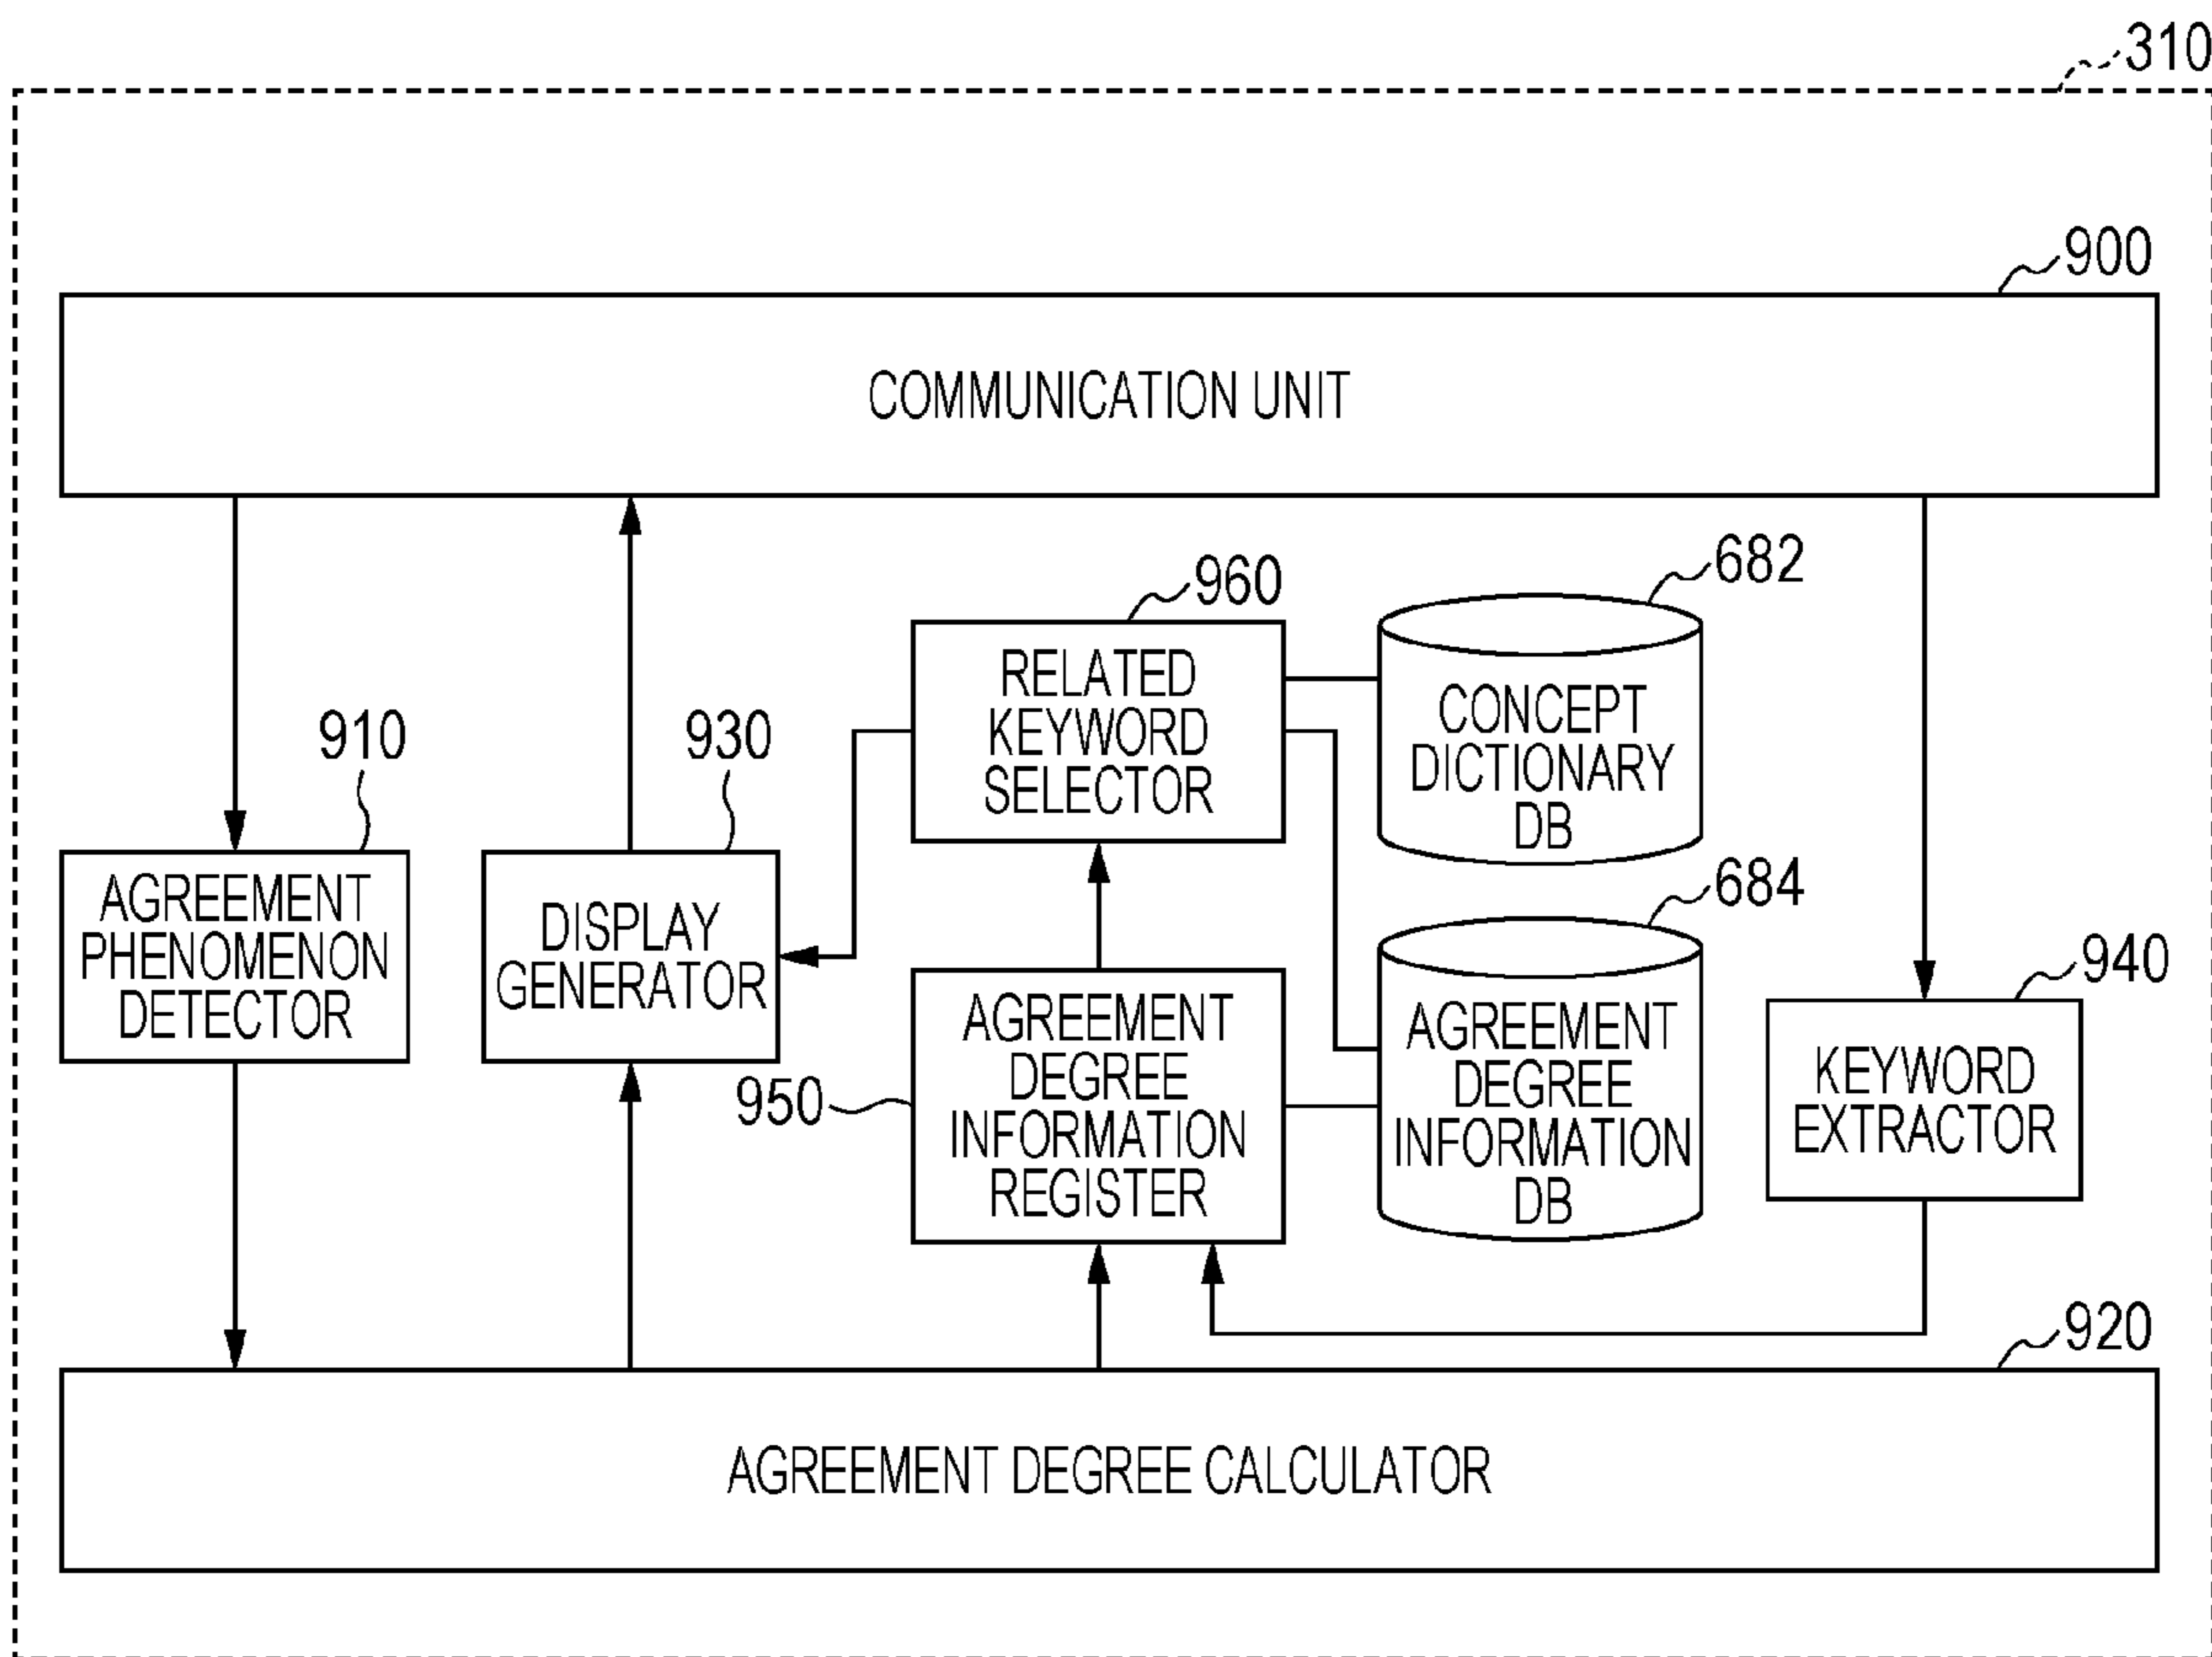 310
900
COMMUNICATION UNIT
682
960
RELATED
KEYWORD
SELECTOR
CONCEPT
DICTIONARY
DB
910
930
684
AGREEMENT
PHENOMENON
DETECTOR
DISPLAY
GENERATOR
940
950
AGREEMENT
DEGREE
INFORMATION
REGISTER
AGREEMENT
DEGREE
INFORMATION
DB
KEYWORD
EXTRACTOR
920
AGREEMENT DEGREE CALCULATOR